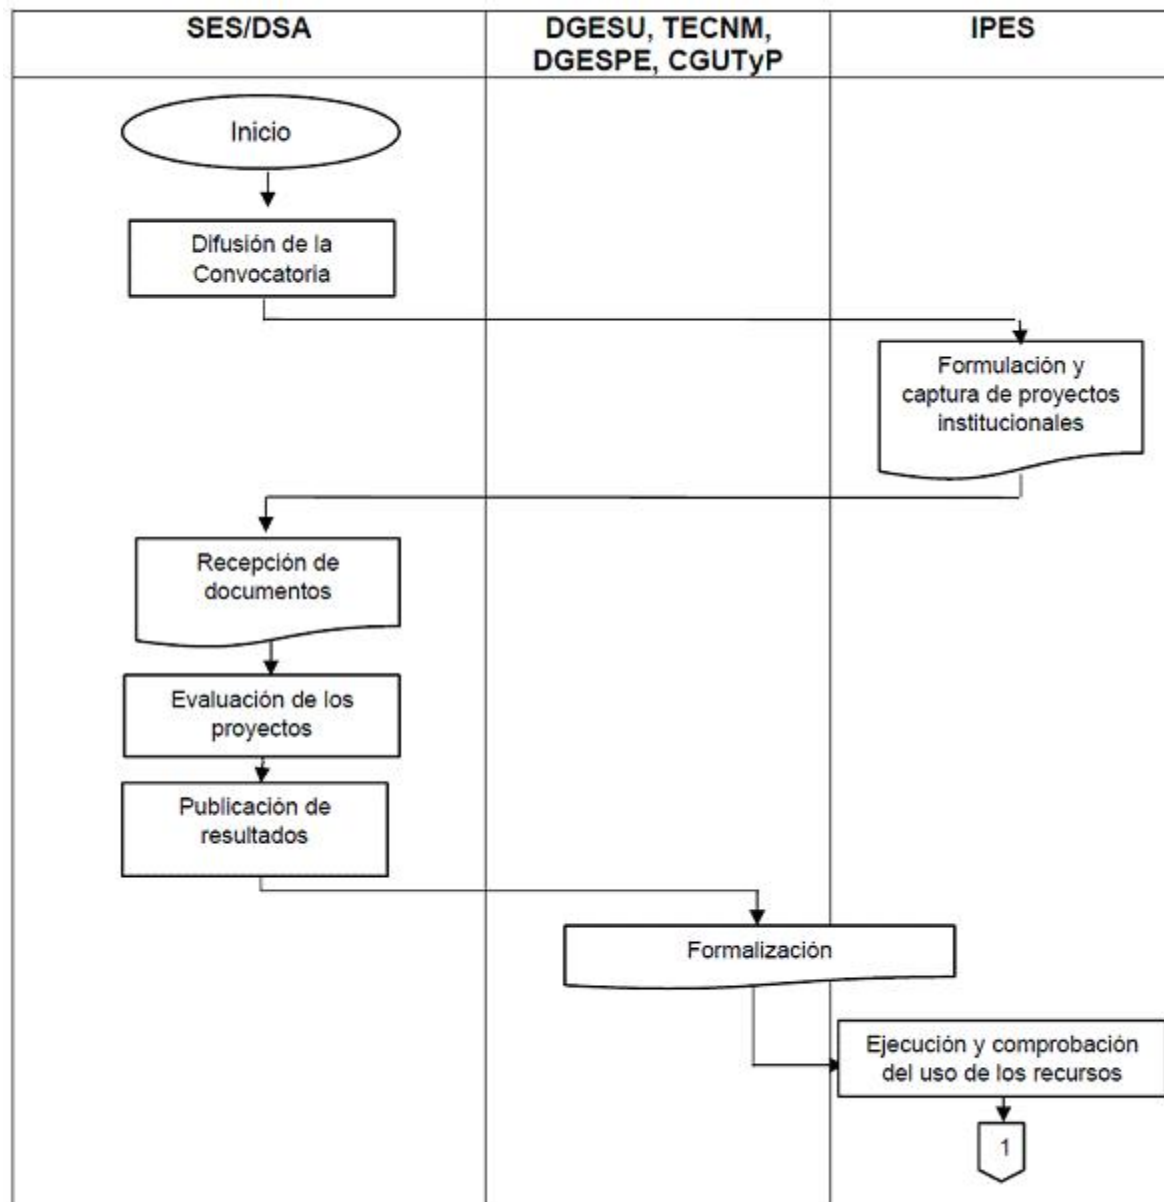 SES/DSA
DGESU, TECNM,
DGESPE, CGUTyP
IPES
Inicio
Difusión de la
Convocatoria
Formulación y
captura de proyectos
institucionales
Recepción de
documentos
Evaluación de los
proyectos
Publicación de
resultados
Formalización
Ejecución y comprobación
del uso de los recursos
1